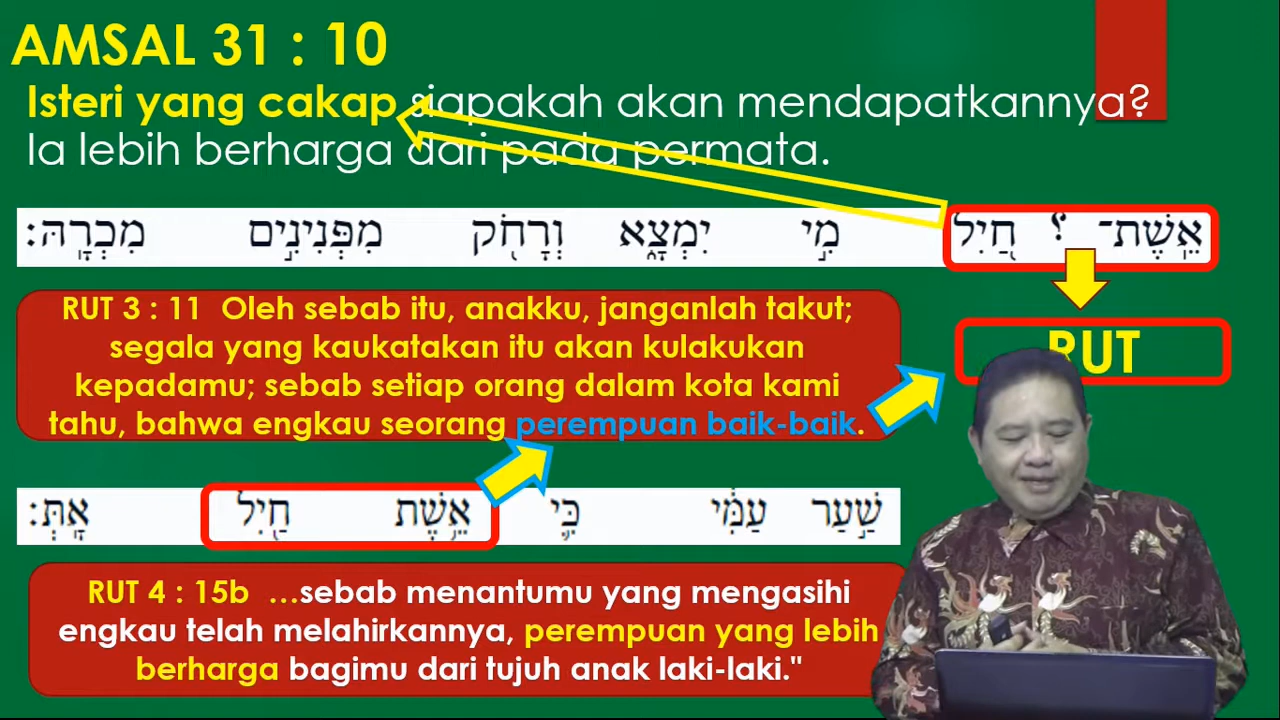 AMSAL 31 : 10
Isteri yang cakap siapakah akan mendapatkannya?
Ia lebih berharga dari pada permata.
אֵֽשֶׁת־ ؟ חַ֭יִל מִ֣י יִמְצָ֑א וְרָחֹ֖ק מִפְּנִינִ֣ים מִכְרָֽהּ׃
RUT 3 : 11 Oleh sebab itu, anakku, janganlah takut;
segala yang kaukatakan itu akan kulakukan
kepadamu; sebab setiap orang dalam kota kami
tahu, bahwa engkau seorang perempuan baik-baik.
RUT
שַׁ֣עַר עַמִּ֔י כִּ֛י אֵ֥שֶׁת חַ֖יִל אָֽתְּ׃
RUT 4 : 15b ...sebab menantumu yang mengasihi
engkau telah melahirkannya, perempuan yang lebih
berharga bagimu dari tujuh anak laki-laki."